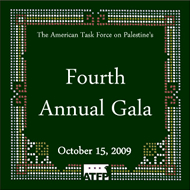 The American Task Force on Palestine's
Fourth
Annual Gala
October 15, 2009
ATFP